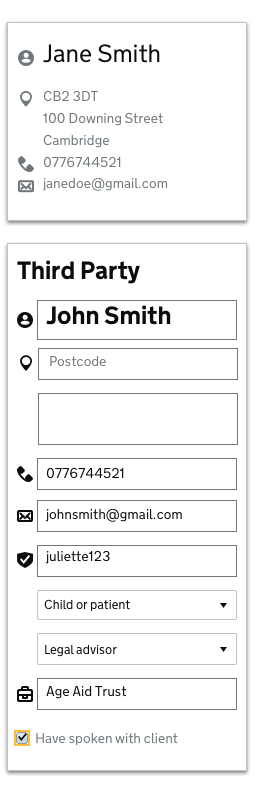 Jane Smith
CB2 3DT
100 Downing Street
Cambridge
0776744521
janedoe@gmail.com
Third Party
John Smith
Postcode
0776744521
johnsmith@gmail.com
juliette123
Child or patient
Legal advisor
Age Aid Trust
Have spoken with client